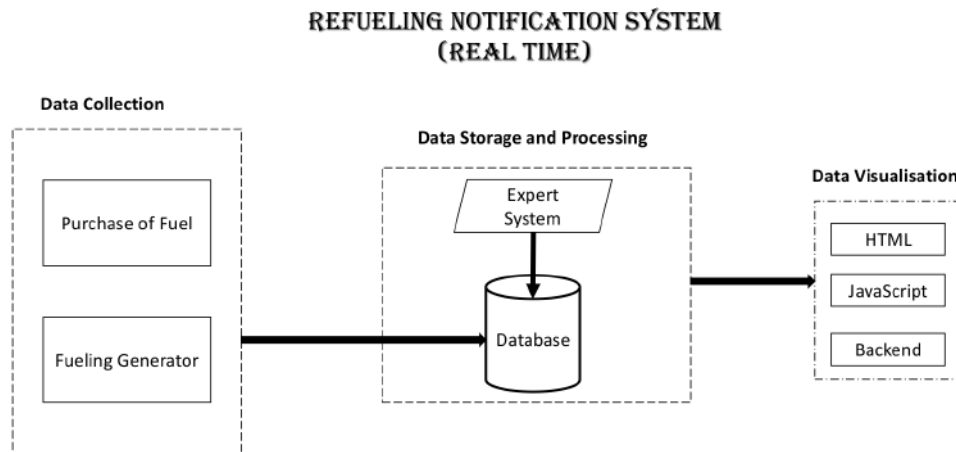 REFUELING NOTIFICATION SYSTEM
(REAL TIME)
Data Collection
Purchase of Fuel
Fueling Generator
Data Storage and Processing
Expert
System
Database
Data Visualisation
HTML
JavaScript
Backend